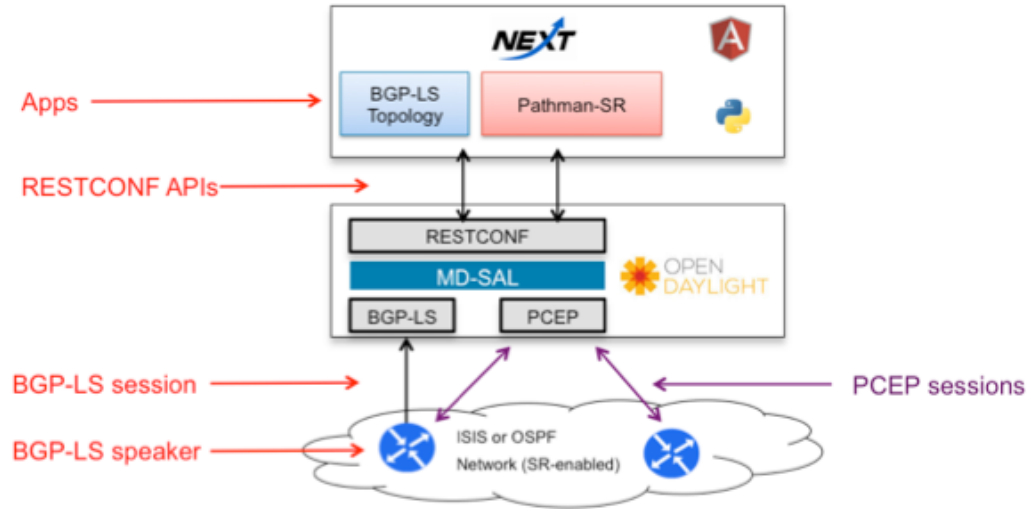 NEXT
A
BGP-LS
Topology
Pathman-SR
Apps
RESTCONF APIs
RESTCONF
MD-SAL
OPEN
DAYLIGHT
BGP-LS
PCEP
BGP-LS session
PCEP sessions
BGP-LS speaker
ISIS or OSPF
Network (SR-enabled)